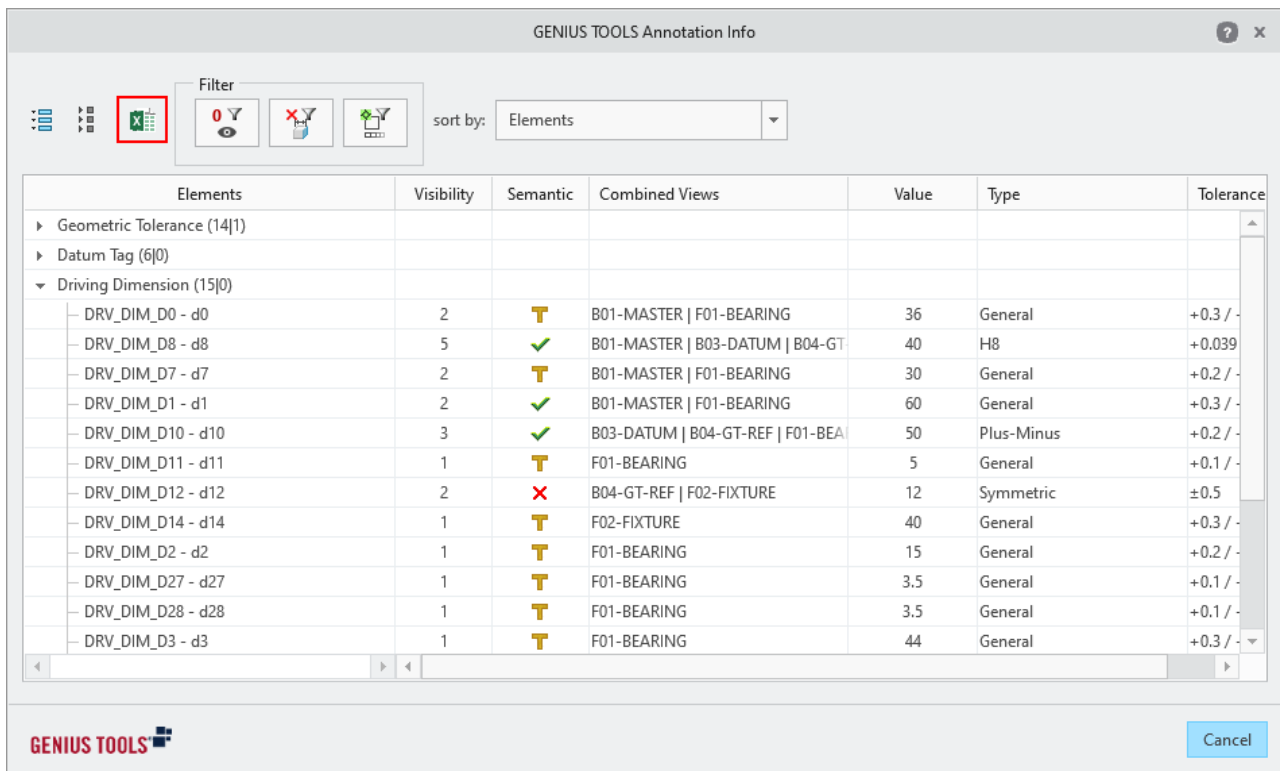 GENIUS TOOLS Annotation Info
Filter
0
sort by: Elements
Elements Visibility Semantic Combined Views Value Type Tolerance
Geometric Tolerance (14|1)
Datum Tag (6|0)
Driving Dimension (15|0)
DRV_DIM_D0 - d0 2 B01-MASTER | F01-BEARING 36 General +0.3 / -
DRV_DIM_D8 - d8 5 B01-MASTER | B03-DATUM | B04-GT- 40 H8 +0.039
DRV_DIM_D7 - d7 2 B01-MASTER | F01-BEARING 30 General +0.2 / -
DRV_DIM_D1 - d1 2 B01-MASTER | F01-BEARING 60 General +0.3 / -
DRV_DIM_D10 - d10 3 B03-DATUM | B04-GT-REF | F01-BEA 50 Plus-Minus +0.2 / -
DRV_DIM_D11 - d11 1 F01-BEARING 5 General +0.1 / -
DRV_DIM_D12 - d12 2 B04-GT-REF | F02-FIXTURE 12 Symmetric ±0.5
DRV_DIM_D14 - d14 1 F02-FIXTURE 40 General +0.3 / -
DRV_DIM_D2 - d2 1 F01-BEARING 15 General +0.2 / -
DRV_DIM_D27 - d27 1 F01-BEARING 3.5 General +0.1 / -
DRV_DIM_D28 - d28 1 F01-BEARING 3.5 General +0.1 / -
DRV_DIM_D3 - d3 1 F01-BEARING 44 General +0.3 / -
GENIUS TOOLS
Cancel